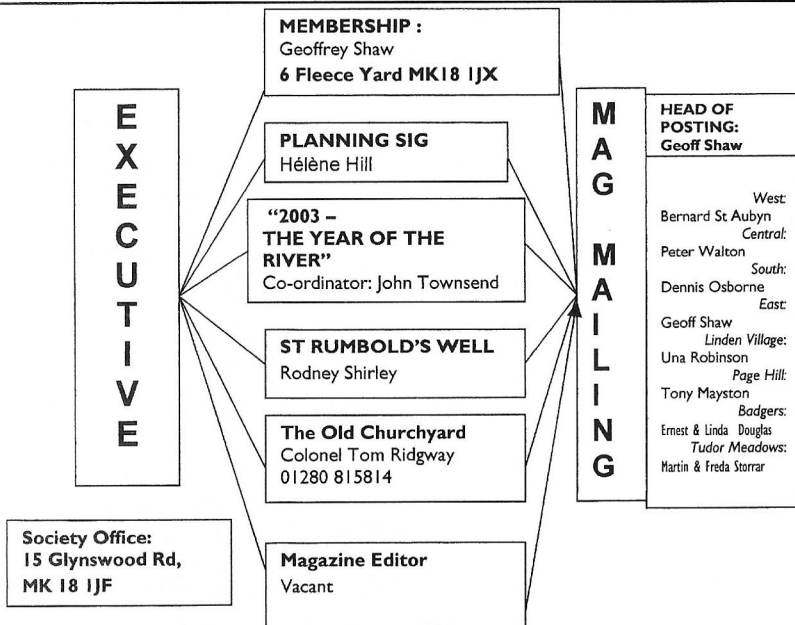 EXECUTIVE
MEMBERSHIP :
Geoffrey Shaw
6 Fleece Yard MK18 1JX
PLANNING SIG
Hélène Hill
“2003 –
THE YEAR OF THE
RIVER”
Co-ordinator: John Townsend
ST RUMBOLD’S WELL
Rodney Shirley
The Old Churchyard
Colonel Tom Ridgway
01280 815814
Magazine Editor
Vacant
MAG MAILING
HEAD OF
POSTING:
Geoff Shaw
West:
Bernard St Aubyn
Central:
Peter Walton
South:
Dennis Osborne
East:
Geoff Shaw
Linden Village:
Una Robinson
Page Hill:
Tony Mayston
Badgers:
Ernest & Linda Douglas
Tudor Meadows:
Martin & Freda Storrar
Society Office:
15 Glynswood Rd,
MK 18 1JF